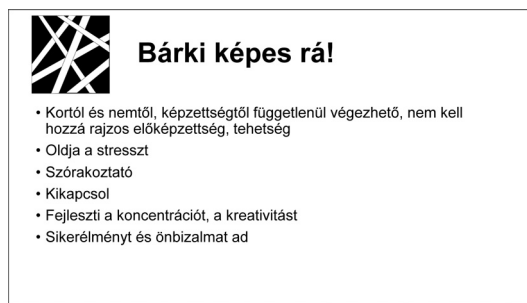 Bárki képes rá!
• Kortól és nemtől, képzettségtől függetlenül végezhető, nem kell
hozzá rajzos előképzettség, tehetség
• Oldja a stresszt
• Szórakoztató
• Kikapcsol
• Fejleszti a koncentrációt, a kreativitást
• Sikerélményt és önbizalmat ad